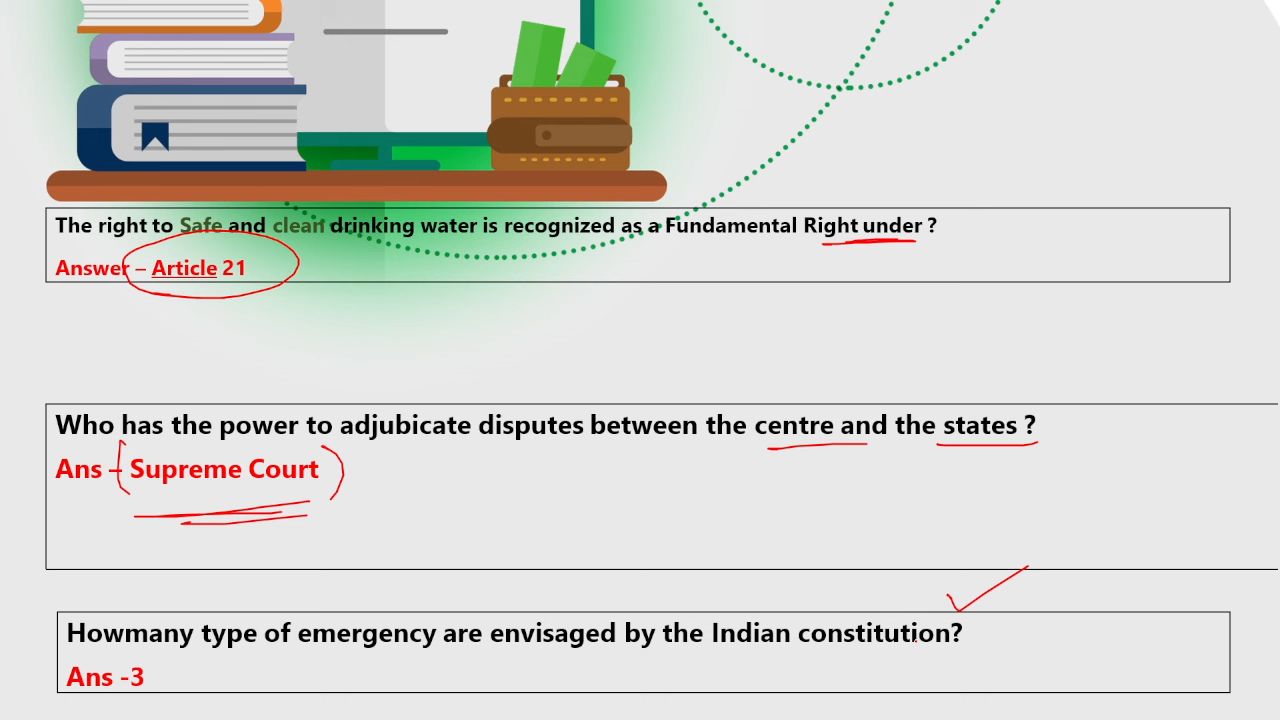 The right to Safe and clean drinking water is recognized as a Fundamental Right under ?
Answer – Article 21
Who has the power to adjubicate disputes between the centre and the states ?
Ans – Supreme Court
Howmany type of emergency are envisaged by the Indian constitution?
Ans -3